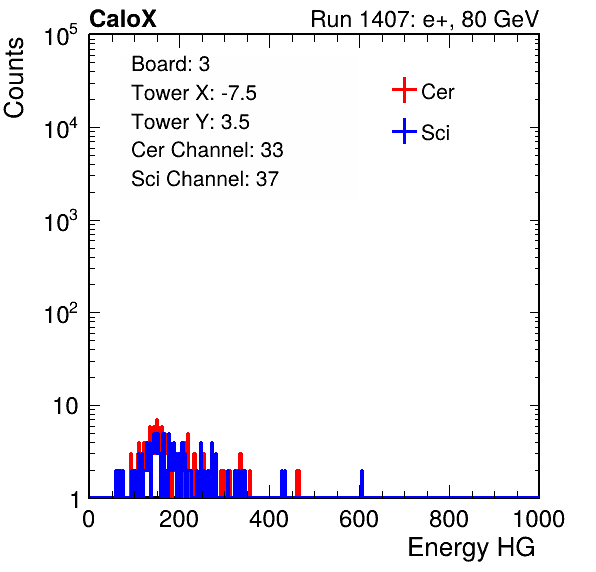 CaloX Run 1407: e+, 80 GeV
Counts
10^5
10^4
10^3
10^2
10
1
Board: 3
Tower X: -7.5
Tower Y: 3.5
Cer Channel: 33
Sci Channel: 37
Cer
Sci
0 200 400 600 800 1000
Energy HG